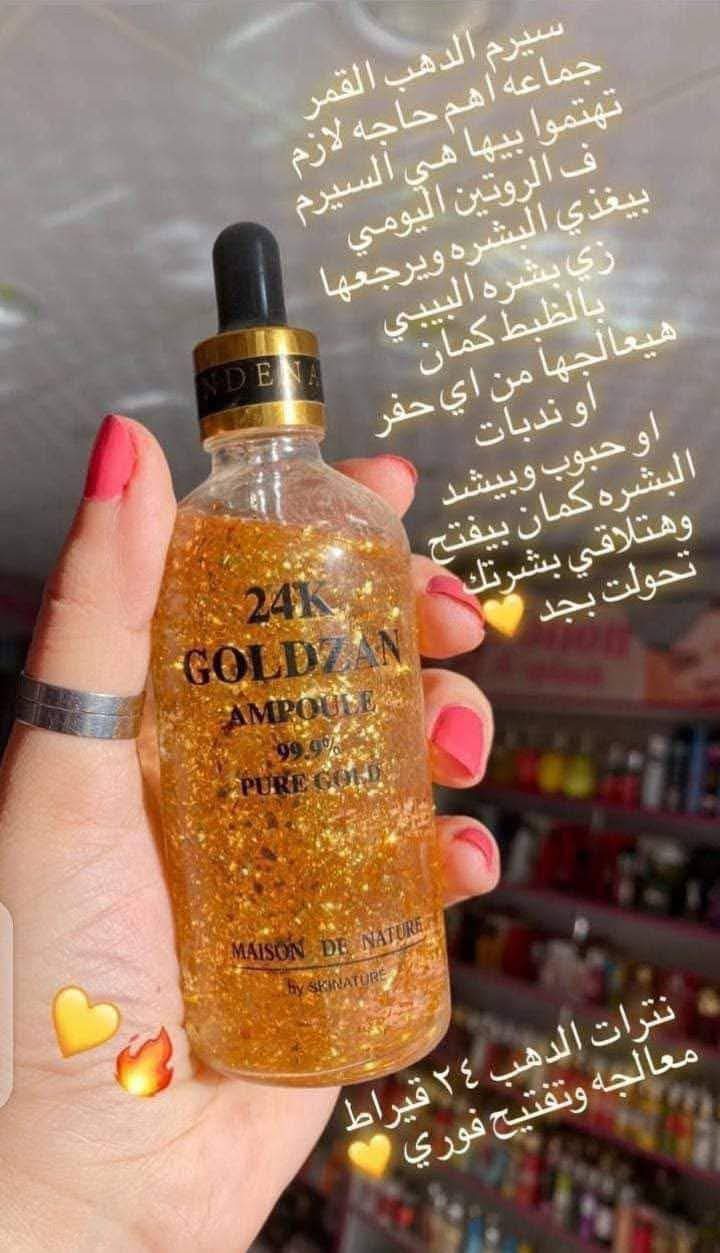 سيرم الدهب القمر
جماعه اهم حاجه لازم
تهتموا بيها هي السيرم
ف الروتين اليومي
بيغذي البشره ويرجعها
زي بشره البيبي
بالظبط كمان
هيعالجها من اي حفر
او ندبات
او حبوب وبيشد
البشره كمان بيفتح
وهتلاقي بشرتك
تحولت بجد 💛
NDENA
24K
GOLDZAN
AMPOULE
99.9%
PURE GOLD
MAISON DE NATURE
by SKINATURE
نترات الدهب ٢٤ قيراط
معالجه وتفتيح فوري